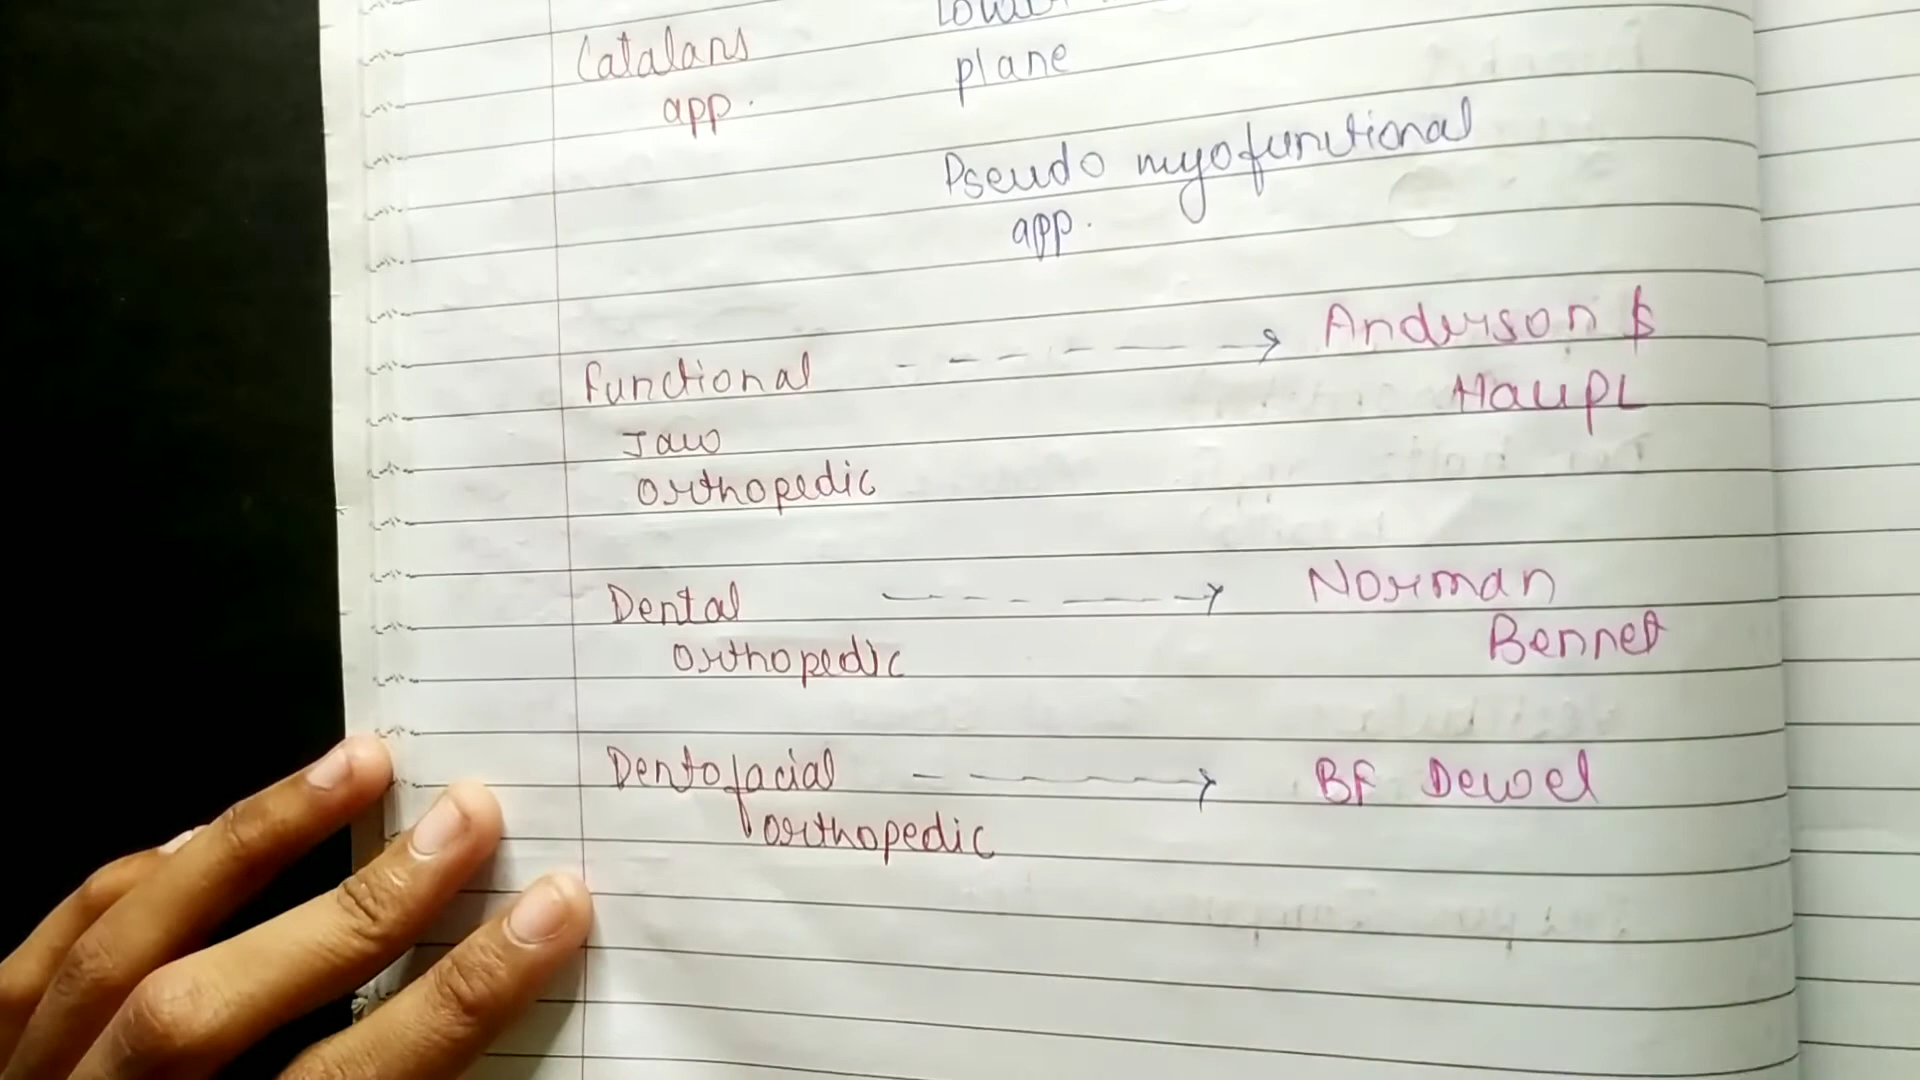 Lower
Catalans
plane
app.
Pseudo myofunctional
app.
Functional - - - - - → Anderson &
Haupl
Jaw
orthopedic
Dental - - - - → Norman
Bennet
orthopedic
Dentofacial - - - → BF Dewel
orthopedic